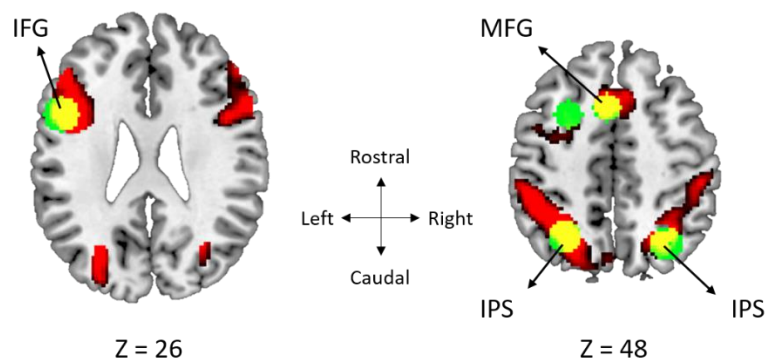 IFG
MFG
Rostral
Left
Right
Caudal
IPS
IPS
Z = 26
Z = 48